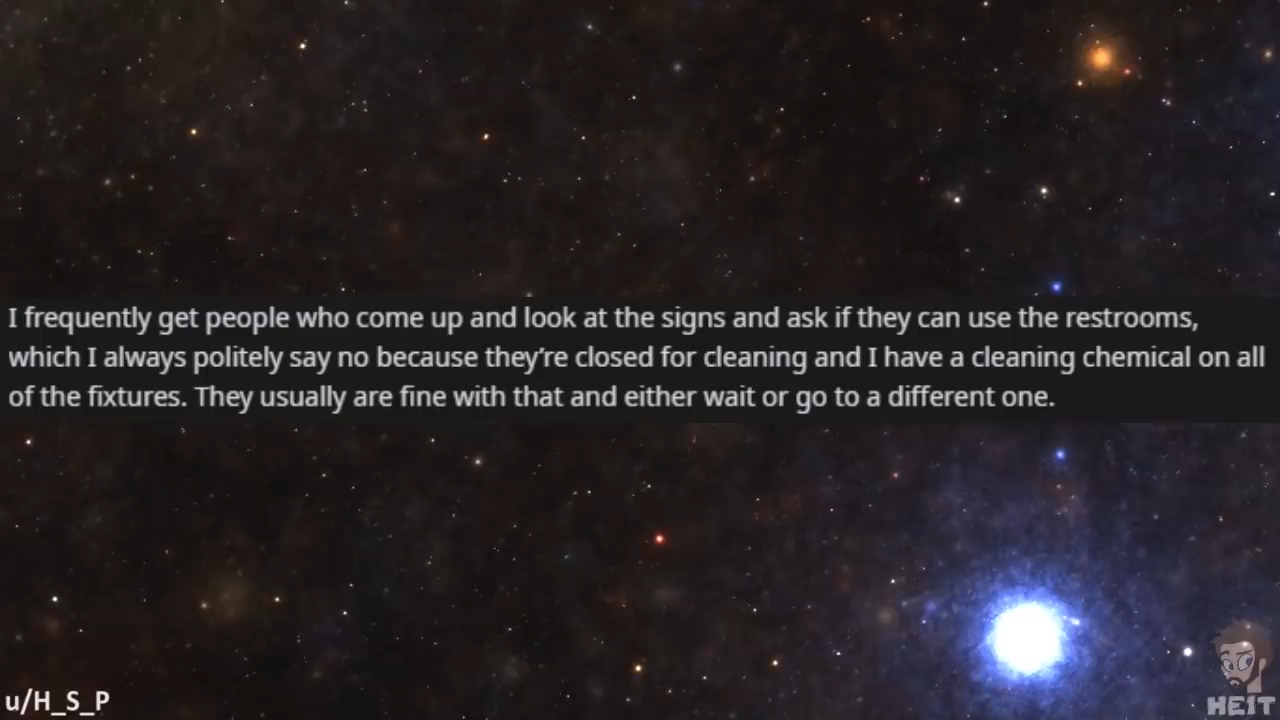 I frequently get people who come up and look at the signs and ask if they can use the restrooms,
which I always politely say no because they're closed for cleaning and I have a cleaning chemical on all
of the fixtures. They usually are fine with that and either wait or go to a different one.
u/H_S_P
HEIT